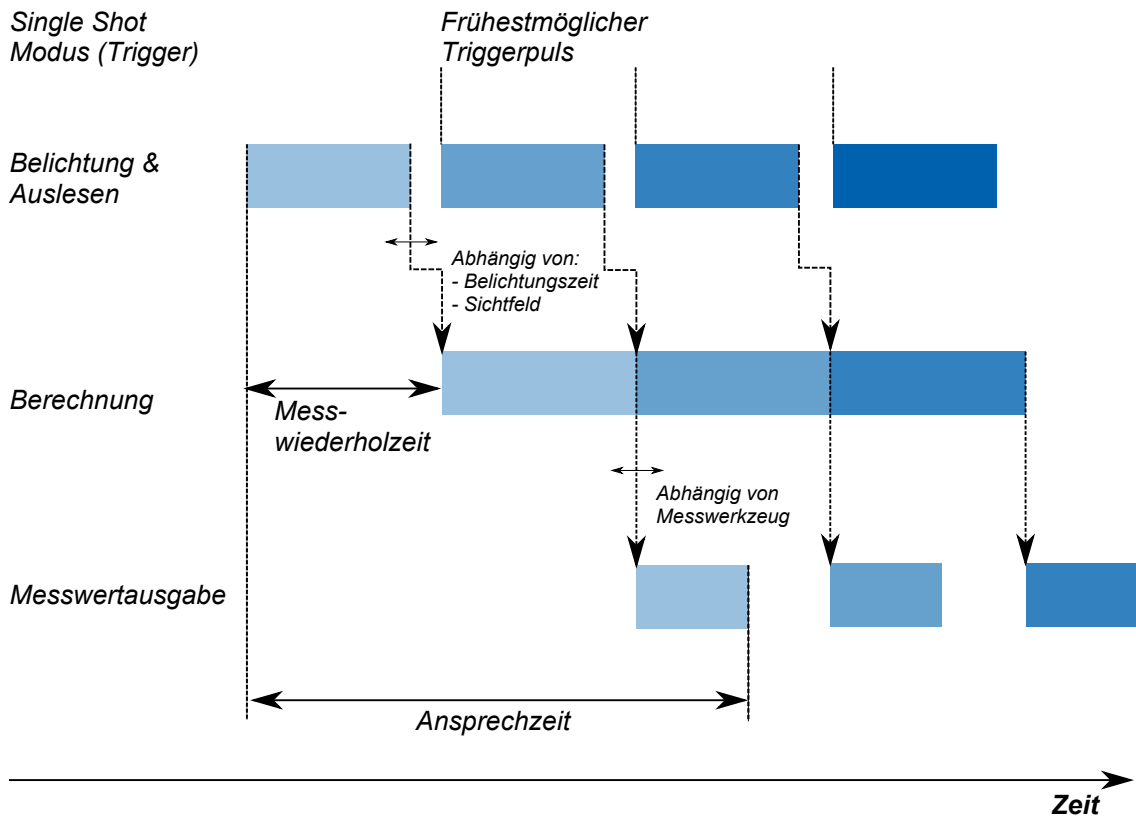 Single Shot
Modus (Trigger)
Frühestmöglicher
Triggerpuls
Belichtung &
Auslesen
Abhängig von:
- Belichtungszeit
- Sichtfeld
Berechnung
Mess-
wiederholzeit
Abhängig von
Messwerkzeug
Messwertausgabe
Ansprechzeit
Zeit